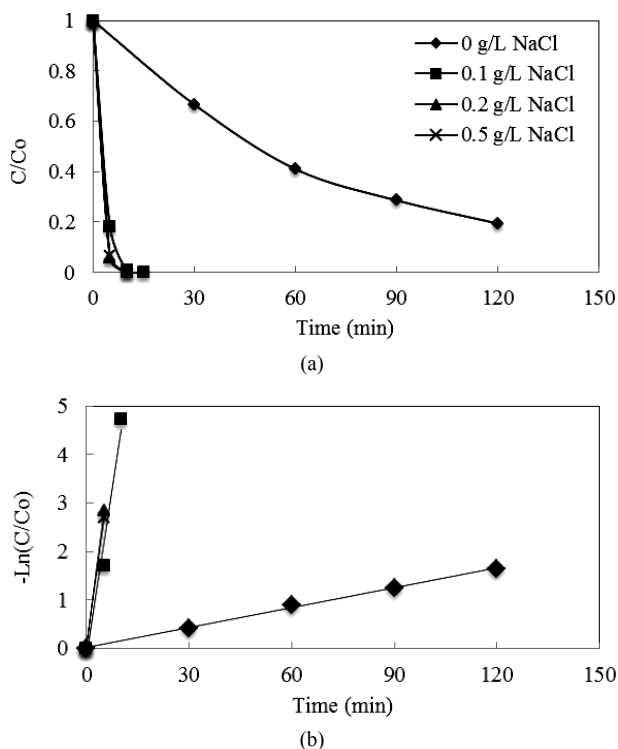 1
0.8
0.6
0.4
0.2
0
C/Co
0 g/L NaCl
0.1 g/L NaCl
0.2 g/L NaCl
0.5 g/L NaCl
0 30 60 90 120 150
Time (min)
(a)
5
4
3
2
1
0
-Ln(C/Co)
0 30 60 90 120 150
Time (min)
(b)